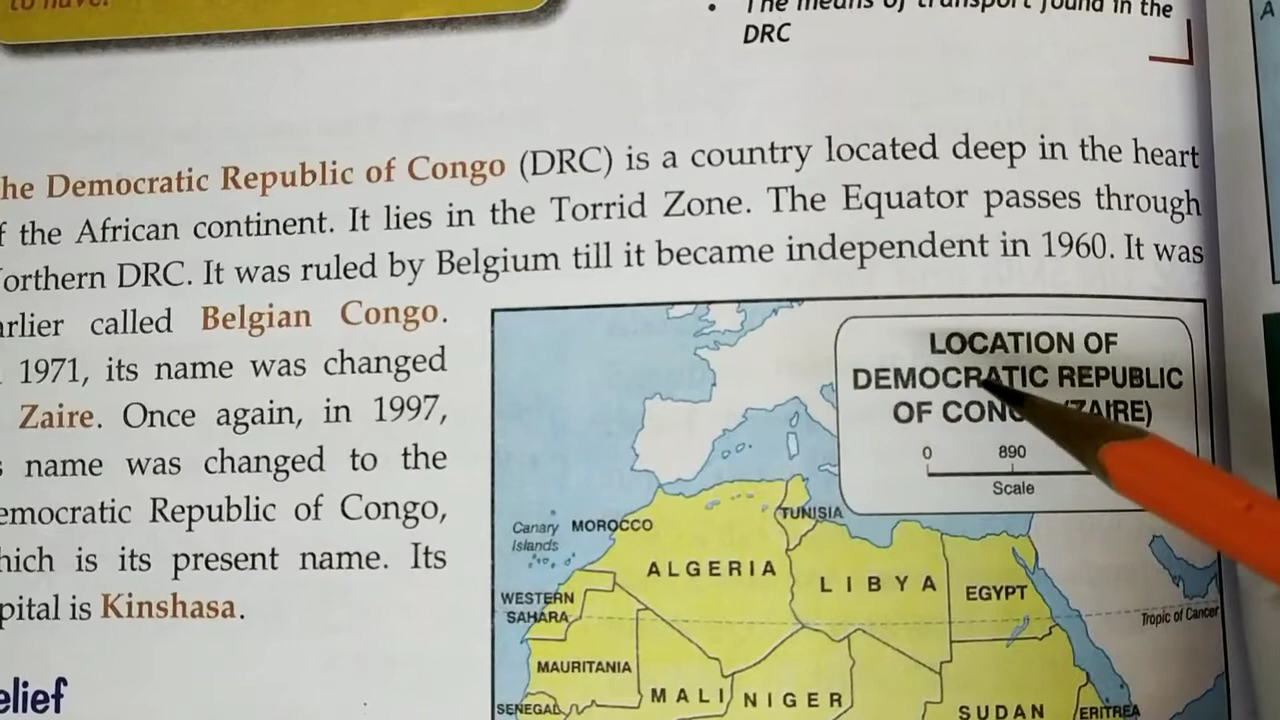 to have.
The means of transport found in the
DRC
he Democratic Republic of Congo (DRC) is a country located deep in the heart
f the African continent. It lies in the Torrid Zone. The Equator passes through
orthern DRC. It was ruled by Belgium till it became independent in 1960. It was
arlier called Belgian Congo.
1971, its name was changed
Zaire. Once again, in 1997,
s name was changed to the
emocratic Republic of Congo,
hich is its present name. Its
pital is Kinshasa.
elief
LOCATION OF
DEMOCRATIC REPUBLIC
OF CON (ZAIRE)
0 890
Scale
Canary
Islands
MOROCCO
TUNISIA
ALGERIA
LIBYA
EGYPT
WESTERN
SAHARA
Tropic of Cancer
MAURITANIA
MALI
NIGER
SENEGAL
SUDAN
ERITREA
A